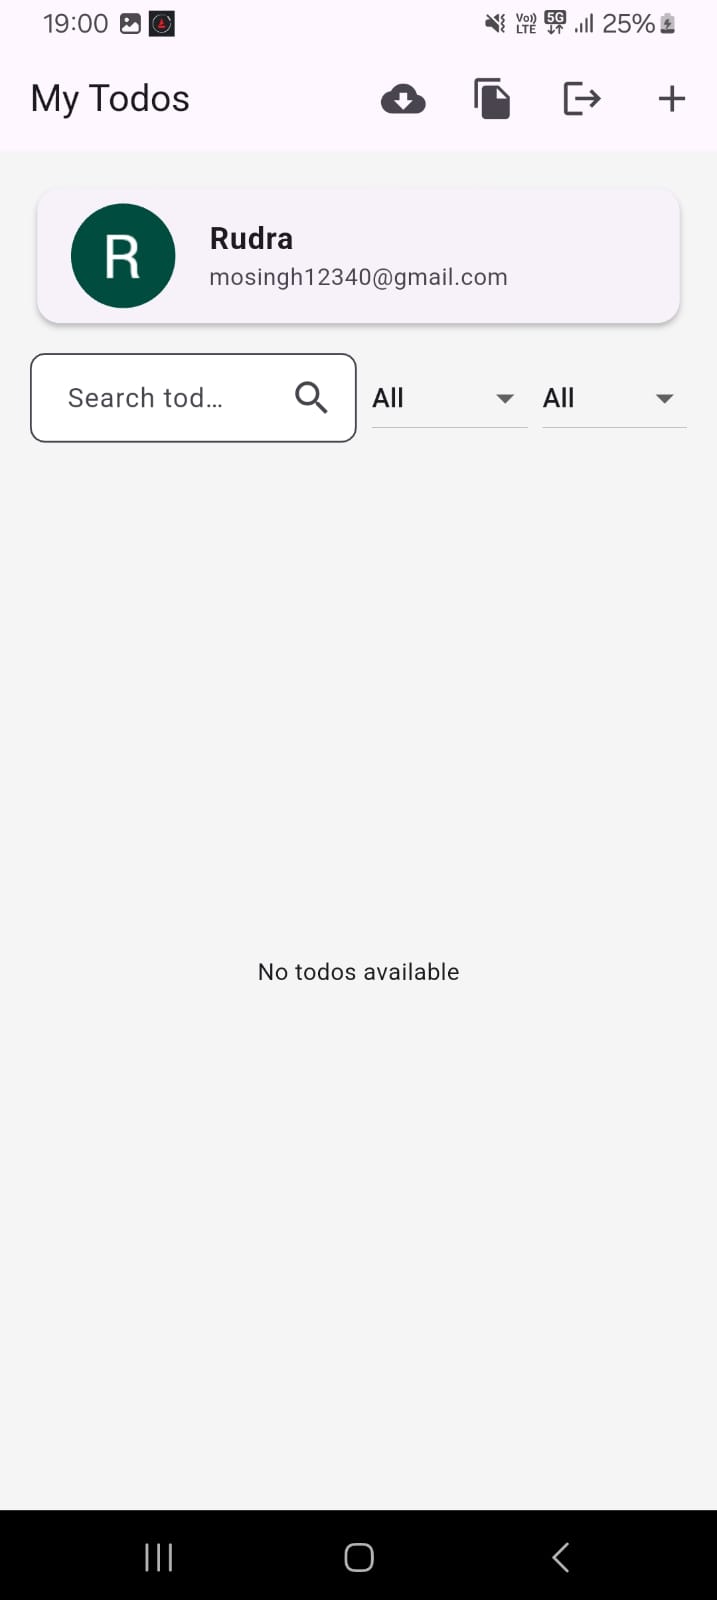 19:00 Vo)) LTE 5G 25%
My Todos
R
Rudra
mosingh12340@gmail.com
Search tod...
All All
No todos available